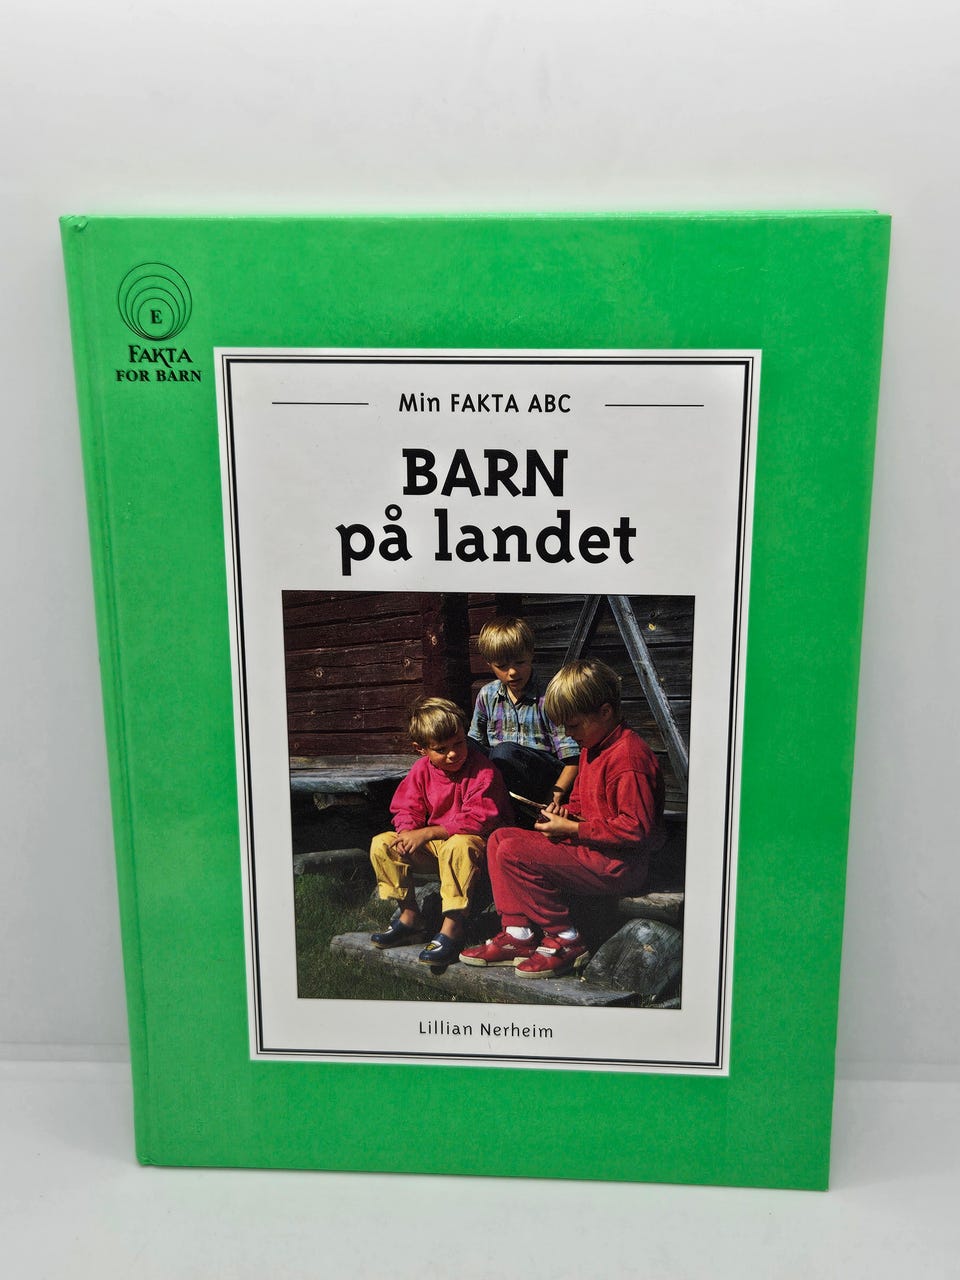 E
FAKTA
FOR BARN
Min FAKTA ABC
BARN
på landet
Lillian Nerheim